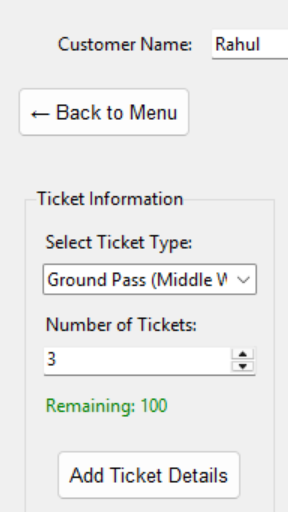 Customer Name: Rahul
← Back to Menu
Ticket Information
Select Ticket Type:
Ground Pass (Middle W
Number of Tickets:
3
Remaining: 100
Add Ticket Details